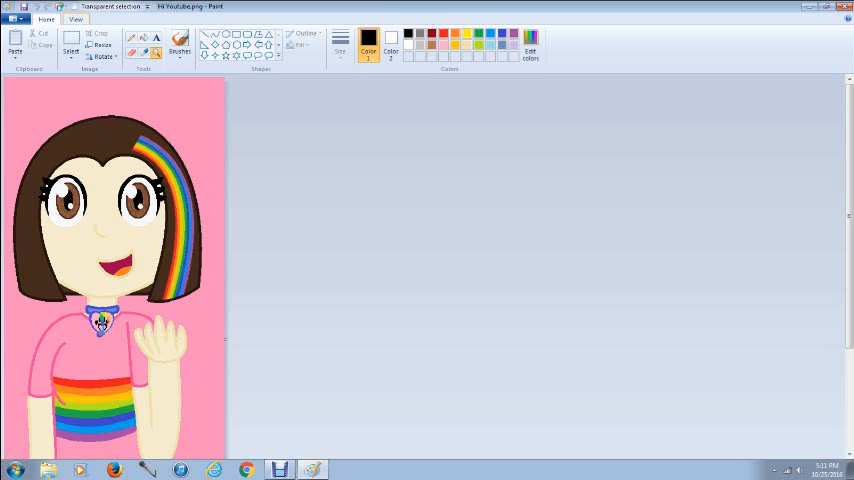 Transparent selection
Hi Youtube.png - Paint
Home
View
Paste
Cut
Copy
Clipboard
Select
Crop
Resize
Rotate
Image
A
Tools
Brushes
Outline
Fill
Shapes
Size
Color
1
Color
2
Edit
colors
Colors
5:11 PM
10/25/2016